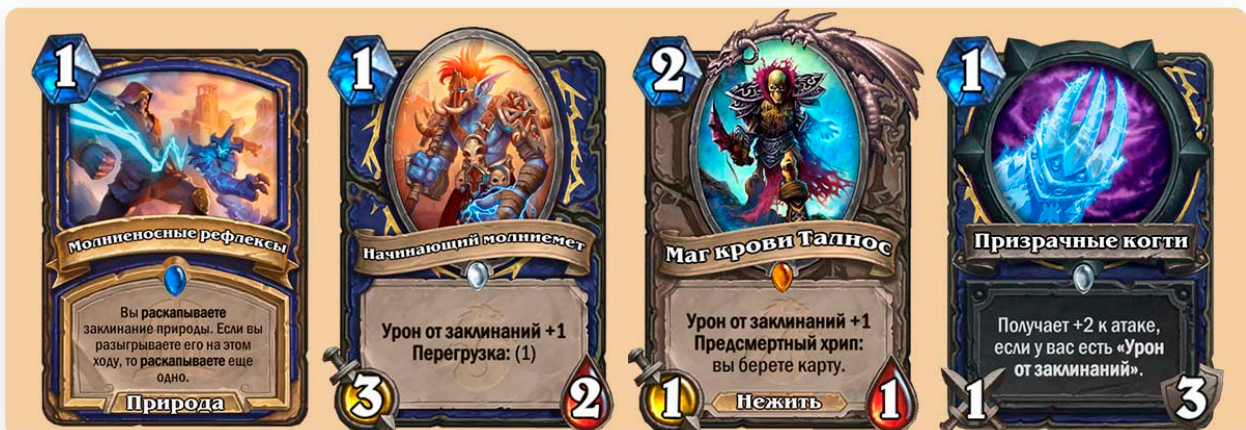 1
Молниеносные рефлексы
Вы раскапываете
заклинание природы. Если вы
разыгрываете его на этом
ходу, то раскапываете еще
одно.
Природа
1
Начинающий молниемет
Урон от заклинаний +1
Перегрузка: (1)
3
2
2
Маг крови Талнос
Урон от заклинаний +1
Предсмертный хрип:
вы берете карту.
1
Нежить
1
1
Призрачные когти
Получает +2 к атаке,
если у вас есть «Урон
от заклинаний».
1
3